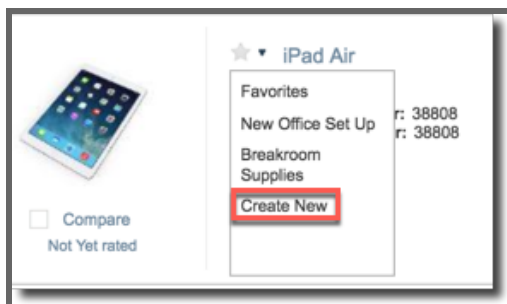 iPad Air
Favorites
New Office Set Up
Breakroom
Supplies
Create New
r: 38808
r: 38808
Compare
Not Yet rated